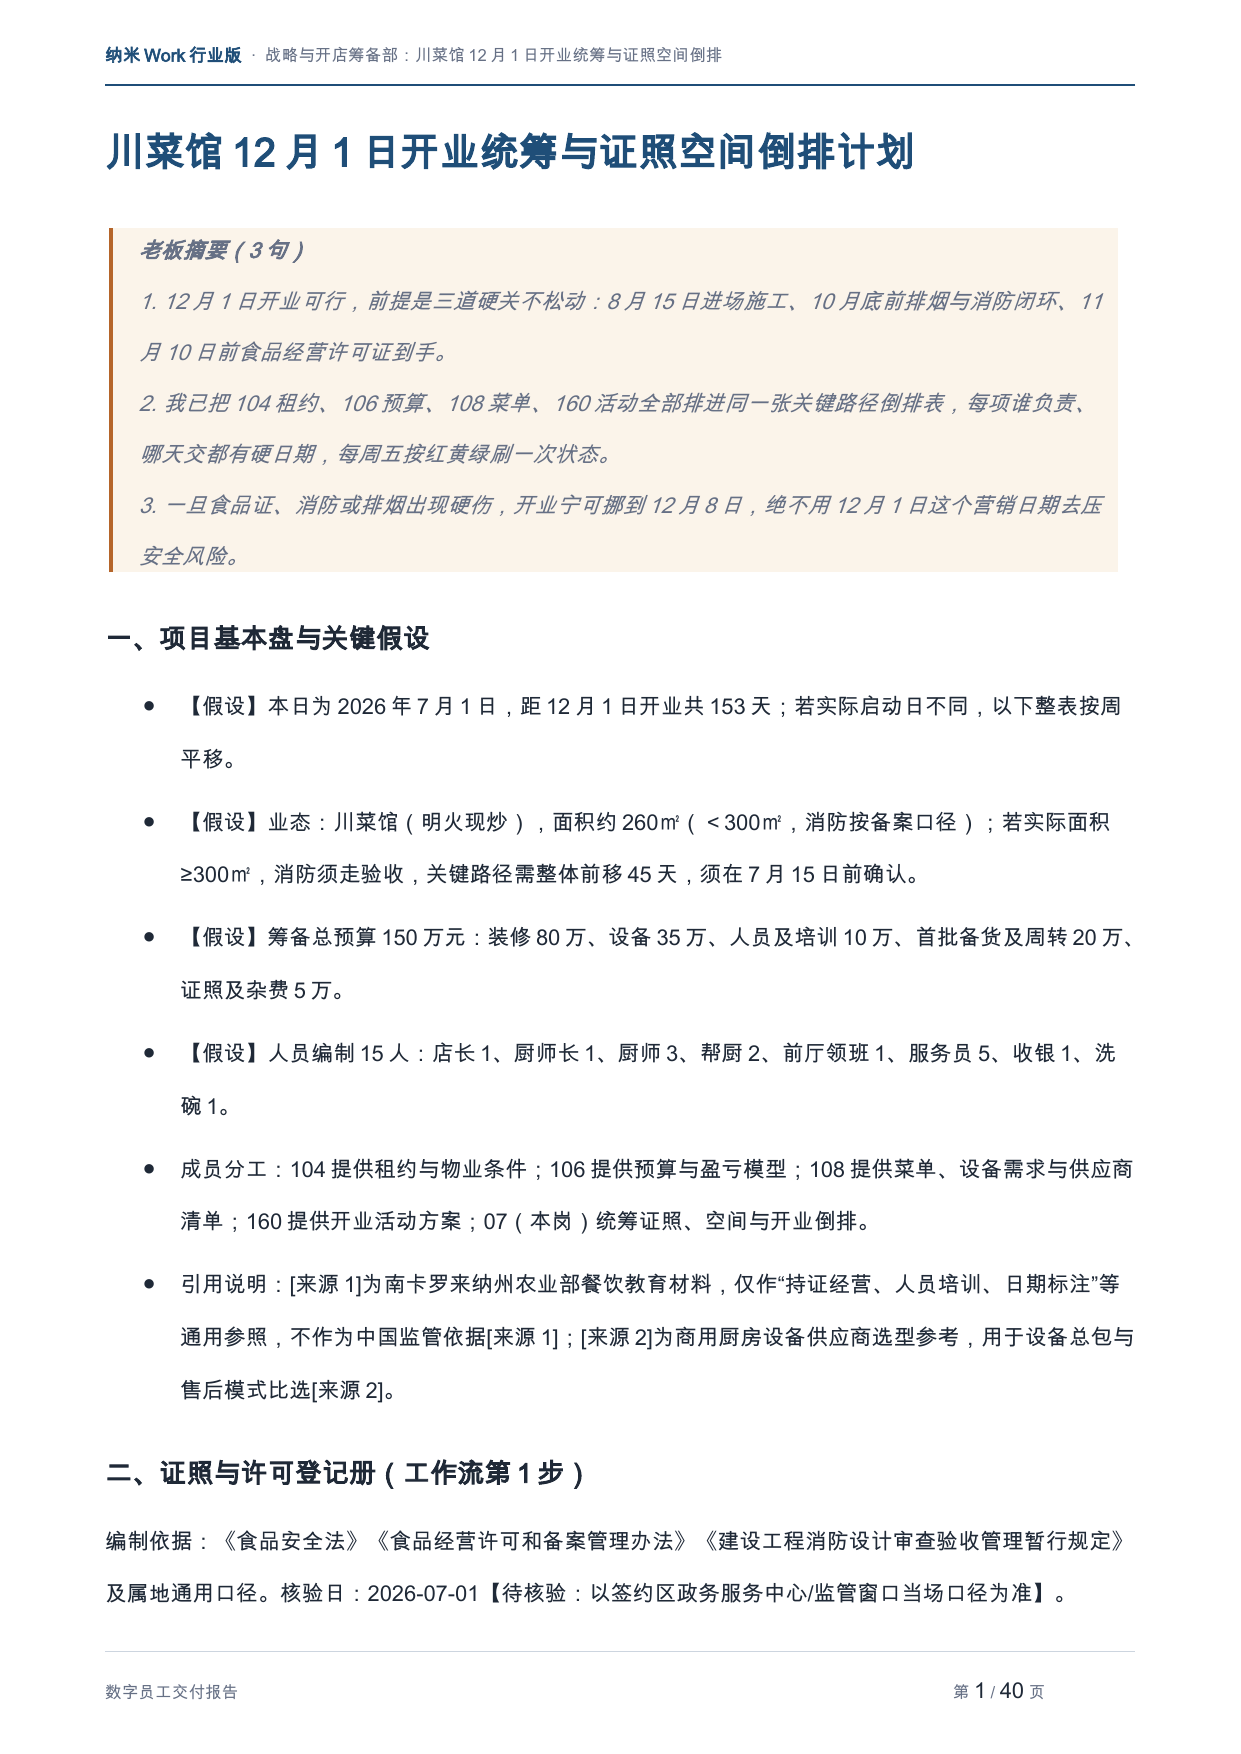 纳米 Work 行业版 · 战略与开店筹备部：川菜馆 12 月 1 日开业统筹与证照空间倒排
川菜馆 12 月 1 日开业统筹与证照空间倒排计划
老板摘要（3 句）
1. 12 月 1 日开业可行，前提是三道硬关不松动：8 月 15 日进场施工、10 月底前排烟与消防闭环、11
月 10 日前食品经营许可证到手。
2. 我已把 104 租约、106 预算、108 菜单、160 活动全部排进同一张关键路径倒排表，每项谁负责、
哪天交都有硬日期，每周五按红黄绿刷一次状态。
3. 一旦食品证、消防或排烟出现硬伤，开业宁可挪到 12 月 8 日，绝不用 12 月 1 日这个营销日期去压
安全风险。
一、项目基本盘与关键假设
● 【假设】本日为 2026 年 7 月 1 日，距 12 月 1 日开业共 153 天；若实际启动日不同，以下整表按周
平移。
● 【假设】业态：川菜馆（明火现炒），面积约 260㎡（＜300㎡，消防按备案口径）；若实际面积
≥300㎡，消防须走验收，关键路径需整体前移 45 天，须在 7 月 15 日前确认。
● 【假设】筹备总预算 150 万元：装修 80 万、设备 35 万、人员及培训 10 万、首批备货及周转 20 万、
证照及杂费 5 万。
● 【假设】人员编制 15 人：店长 1、厨师长 1、厨师 3、帮厨 2、前厅领班 1、服务员 5、收银 1、洗
碗 1。
● 成员分工：104 提供租约与物业条件；106 提供预算与盈亏模型；108 提供菜单、设备需求与供应商
清单；160 提供开业活动方案；07（本岗）统筹证照、空间与开业倒排。
● 引用说明：[来源 1]为南卡罗来纳州农业部餐饮教育材料，仅作“持证经营、人员培训、日期标注”等
通用参照，不作为中国监管依据[来源 1]；[来源 2]为商用厨房设备供应商选型参考，用于设备总包与
售后模式比选[来源 2]。
二、证照与许可登记册（工作流第 1 步）
编制依据：《食品安全法》《食品经营许可和备案管理办法》《建设工程消防设计审查验收管理暂行规定》
及属地通用口径。核验日：2026-07-01【待核验：以签约区政务服务中心/监管窗口当场口径为准】。
数字员工交付报告 第 1 / 40 页